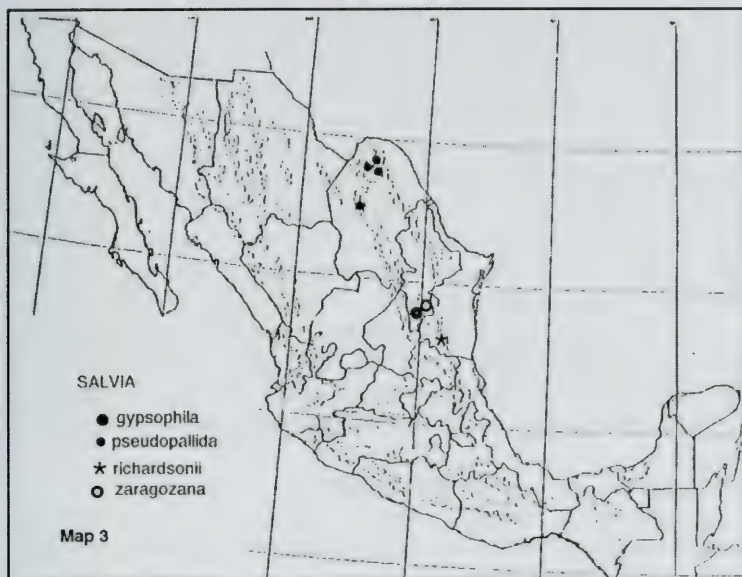 SALVIA
● gypsophila
● pseudopallida
★ richardsonii
○ zaragozana
Map 3